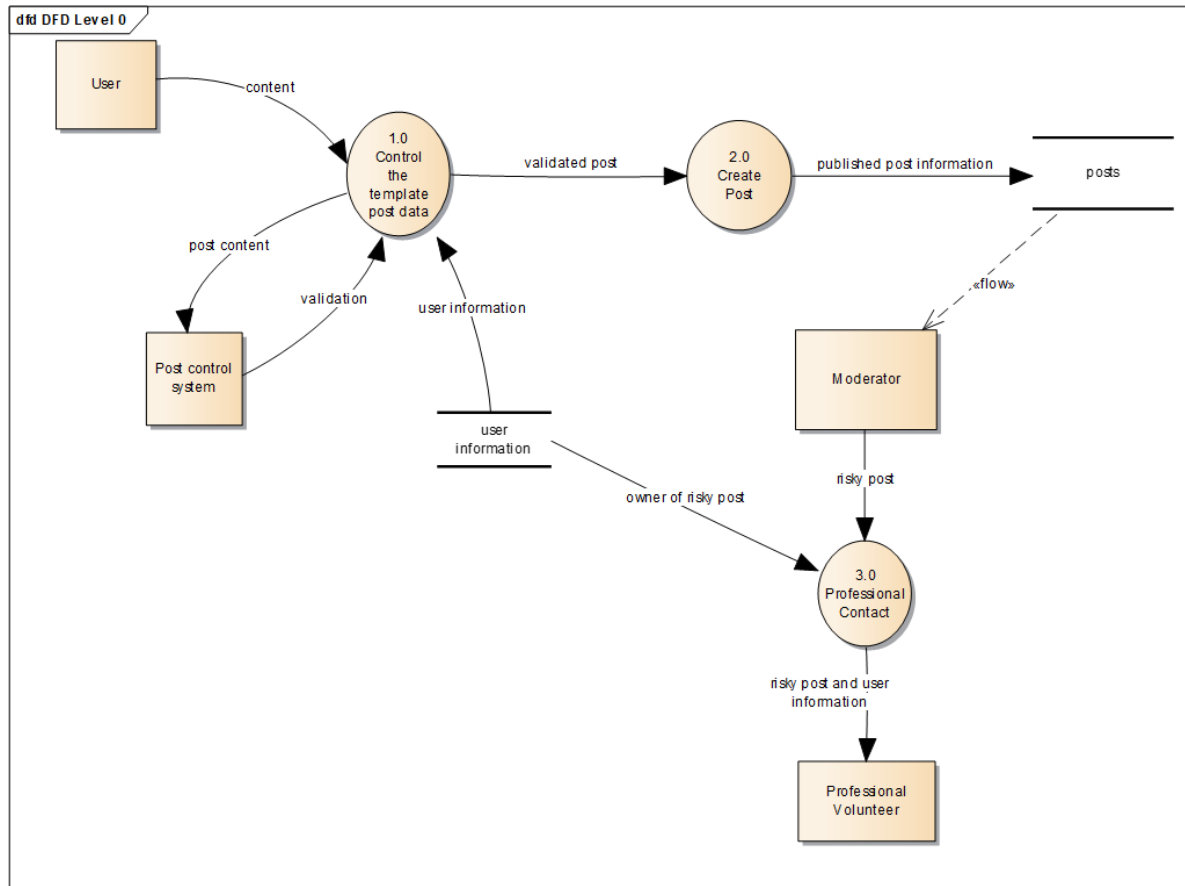 dfd DFD Level 0
User
content
1.0
Control
the
template
post data
validated post
2.0
Create
Post
published post information
posts
post content
validation
user information
«flow»
Post control
system
Moderator
user
information
risky post
owner of risky post
3.0
Professional
Contact
risky post and user
information
Professional
Volunteer